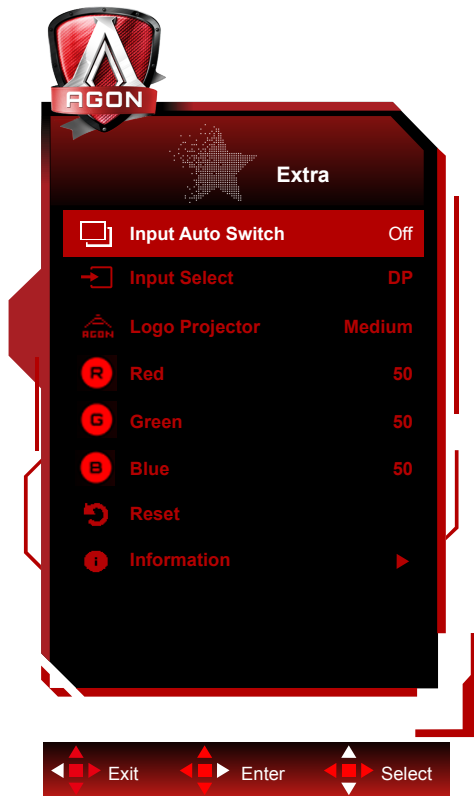 AGON
Extra
Input Auto Switch Off
Input Select DP
AGON Logo Projector Medium
R Red 50
G Green 50
B Blue 50
Reset
i Information
Exit Enter Select